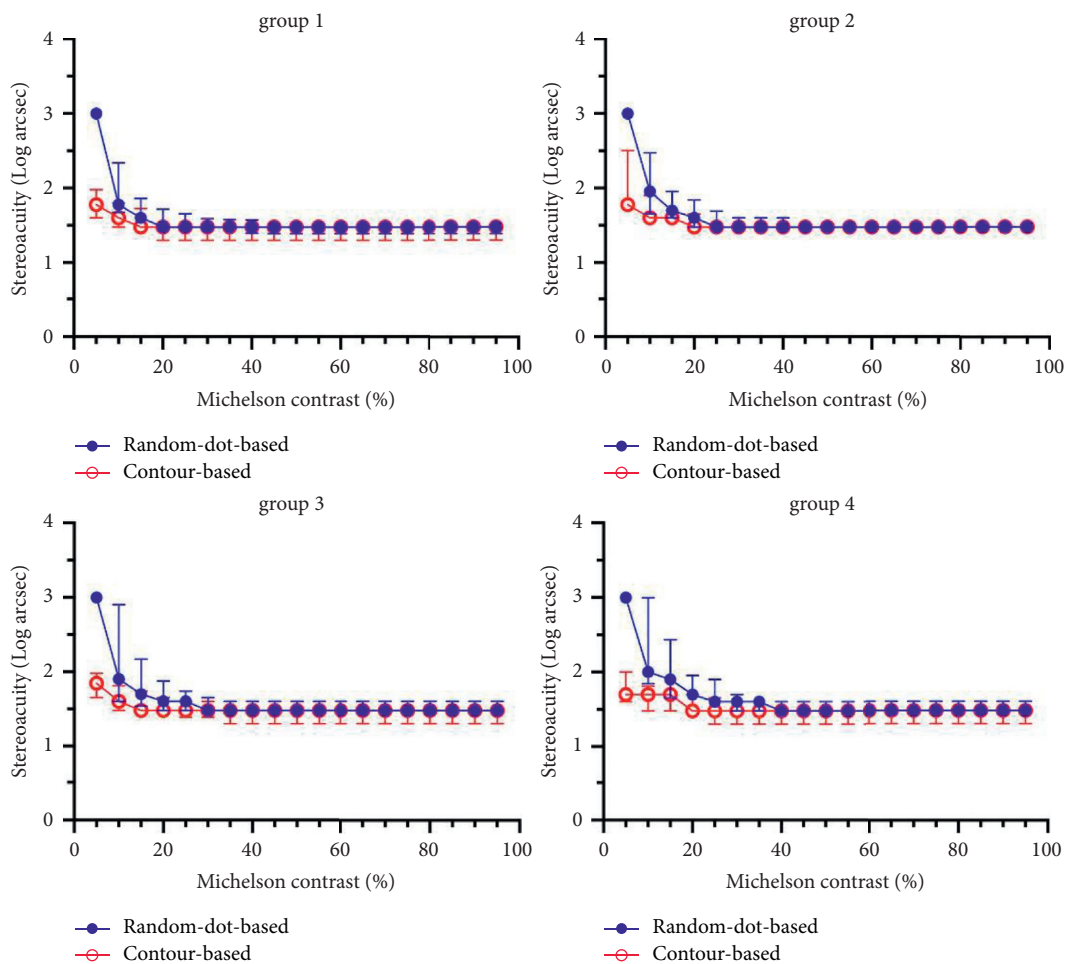 group 1
4
3
2
1
0
Stereoacuity (Log arcsec)
0 20 40 60 80 100
Michelson contrast (%)
Random-dot-based
Contour-based
group 2
4
3
2
1
0
Stereoacuity (Log arcsec)
0 20 40 60 80 100
Michelson contrast (%)
Random-dot-based
Contour-based
group 3
4
3
2
1
0
Stereoacuity (Log arcsec)
0 20 40 60 80 100
Michelson contrast (%)
Random-dot-based
Contour-based
group 4
4
3
2
1
0
Stereoacuity (Log arcsec)
0 20 40 60 80 100
Michelson contrast (%)
Random-dot-based
Contour-based